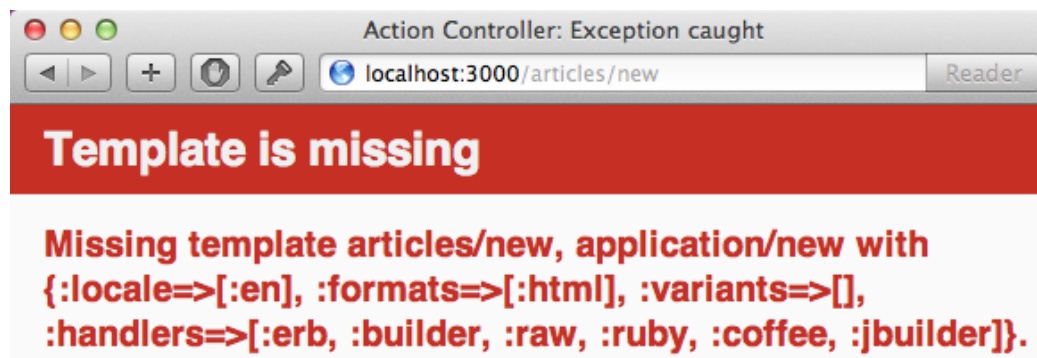 Action Controller: Exception caught
localhost:3000/articles/new
Reader
Template is missing
Missing template articles/new, application/new with
{:locale=>[:en], :formats=>[:html], :variants=>[],
:handlers=>[:erb, :builder, :raw, :ruby, :coffee, :jbuilder]}.